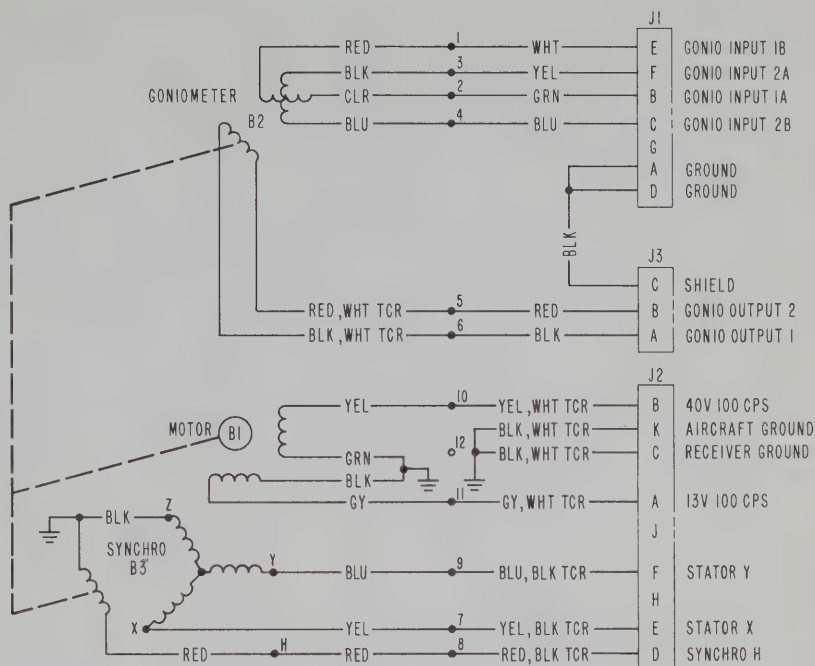 J1
1
RED WHT E GONIO INPUT 1B
3
BLK YEL F GONIO INPUT 2A
2
GONIOMETER CLR GRN B GONIO INPUT 1A
4
B2 BLU BLU C GONIO INPUT 2B
G
A GROUND
D GROUND
BLK
J3
C SHIELD
5
RED, WHT TCR RED B GONIO OUTPUT 2
6
BLK, WHT TCR BLK A GONIO OUTPUT 1
J2
10
YEL YEL, WHT TCR B 40V 100 CPS
MOTOR B1 BLK, WHT TCR K AIRCRAFT GROUND
12
GRN BLK, WHT TCR C RECEIVER GROUND
BLK
11
GY GY, WHT TCR A 13V 100 CPS
BLK Z
J
SYNCHRO
B3
Y 9
BLU BLU, BLK TCR F STATOR Y
H
7
X YEL YEL, BLK TCR E STATOR X
H 8
RED RED RED, BLK TCR D SYNCHRO H